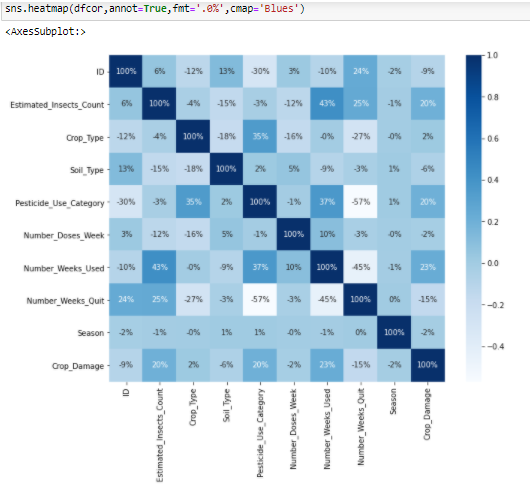 sns.heatmap(dfcor,annot=True,fmt='.0%',cmap='Blues')
<AxesSubplot:>
ID 100% 6% -12% 13% -30% 3% -10% 24% -2% -9%
Estimated_Insects_Count 6% 100% -4% -15% -3% -12% 43% 25% -1% 20%
Crop_Type -12% -4% 100% -18% 35% -16% -0% -27% -0% 2%
Soil_Type 13% -15% -18% 100% 2% 5% -9% -3% 1% -6%
Pesticide_Use_Category -30% -3% 35% 2% 100% -1% 37% -57% 1% 20%
Number_Doses_Week 3% -12% -16% 5% -1% 100% 10% -3% -0% -2%
Number_Weeks_Used -10% 43% -0% -9% 37% 10% 100% -45% -1% 23%
Number_Weeks_Quit 24% 25% -27% -3% -57% -3% -45% 100% 0% -15%
Season -2% -1% -0% 1% 1% -0% -1% 0% 100% -2%
Crop_Damage -9% 20% 2% -6% 20% -2% 23% -15% -2% 100%
ID
Estimated_Insects_Count
Crop_Type
Soil_Type
Pesticide_Use_Category
Number_Doses_Week
Number_Weeks_Used
Number_Weeks_Quit
Season
Crop_Damage
1.0
0.8
0.6
0.4
0.2
0.0
−0.2
−0.4